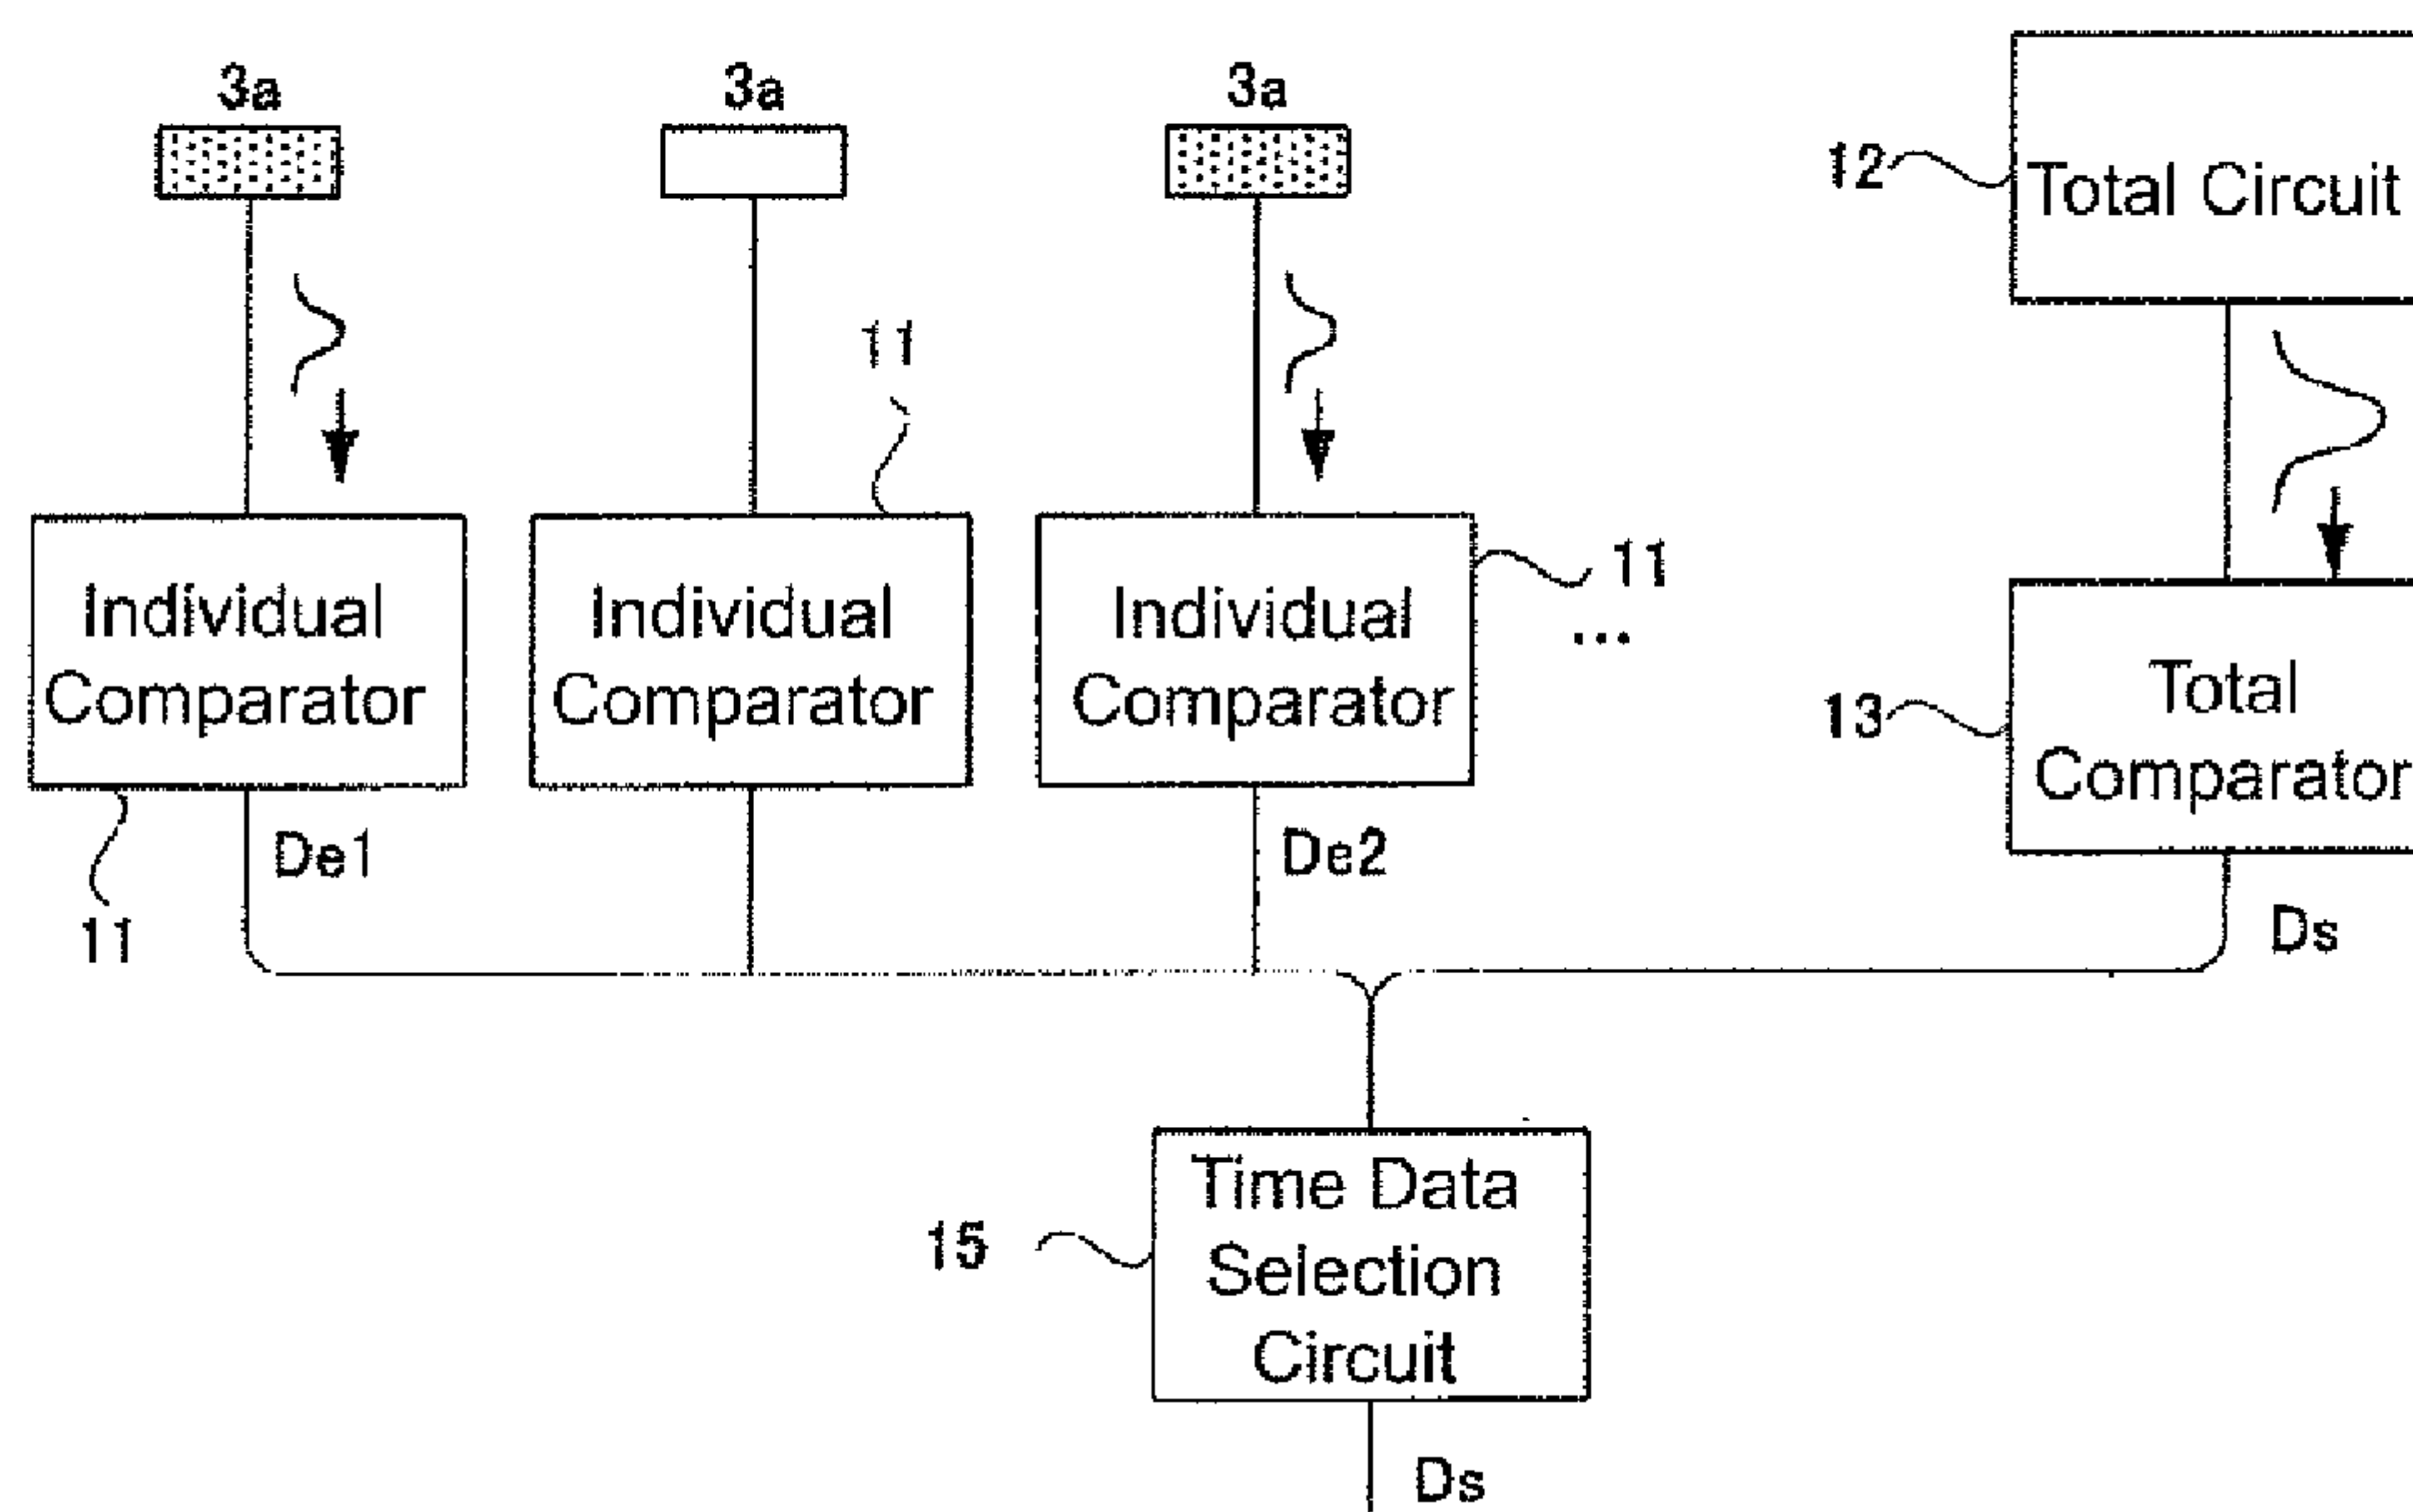 3a
3a
3a
12
Total Circuit
11
Individual
Comparator
Individual
Comparator
Individual
Comparator
11
...
13
Total
Comparator
De1
De2
11
Ds
15
Time Data
Selection
Circuit
Ds